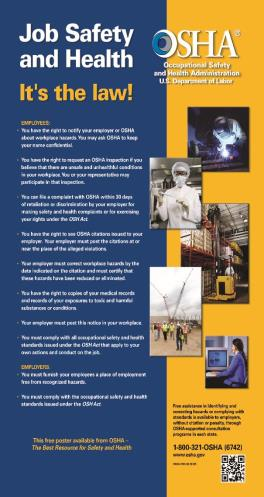 Job Safety
and Health
It's the law!
OSHA®
Occupational Safety
and Health Administration
U.S. Department of Labor
EMPLOYEES:
• You have the right to notify your employer or OSHA
about workplace hazards. You may ask OSHA to keep
your name confidential.
• You have the right to request an OSHA inspection if you
believe that there are unsafe and unhealthful conditions
in your workplace. You or your representative may
participate in that inspection.
• You can file a complaint with OSHA within 30 days
of retaliation or discrimination by your employer for
making safety and health complaints or for exercising
your rights under the OSH Act.
• You have the right to see OSHA citations issued to your
employer. Your employer must post the citations at or
near the place of the alleged violations.
• Your employer must correct workplace hazards by the
date indicated on the citation and must certify that
these hazards have been reduced or eliminated.
• You have the right to copies of your medical records
and records of your exposures to toxic and harmful
substances or conditions.
• Your employer must post this notice in your workplace.
• You must comply with all occupational safety and health
standards issued under the OSH Act that apply to your
own actions and conduct on the job.
EMPLOYERS:
• You must furnish your employees a place of employment
free from recognized hazards.
• You must comply with the occupational safety and health
standards issued under the OSH Act.
This free poster available from OSHA –
The Best Resource for Safety and Health
Free assistance in identifying and
correcting hazards or complying with
standards is available to employers,
without citation or penalty, through
OSHA-supported consultation
programs in each state.
1-800-321-OSHA (6742)
www.osha.gov